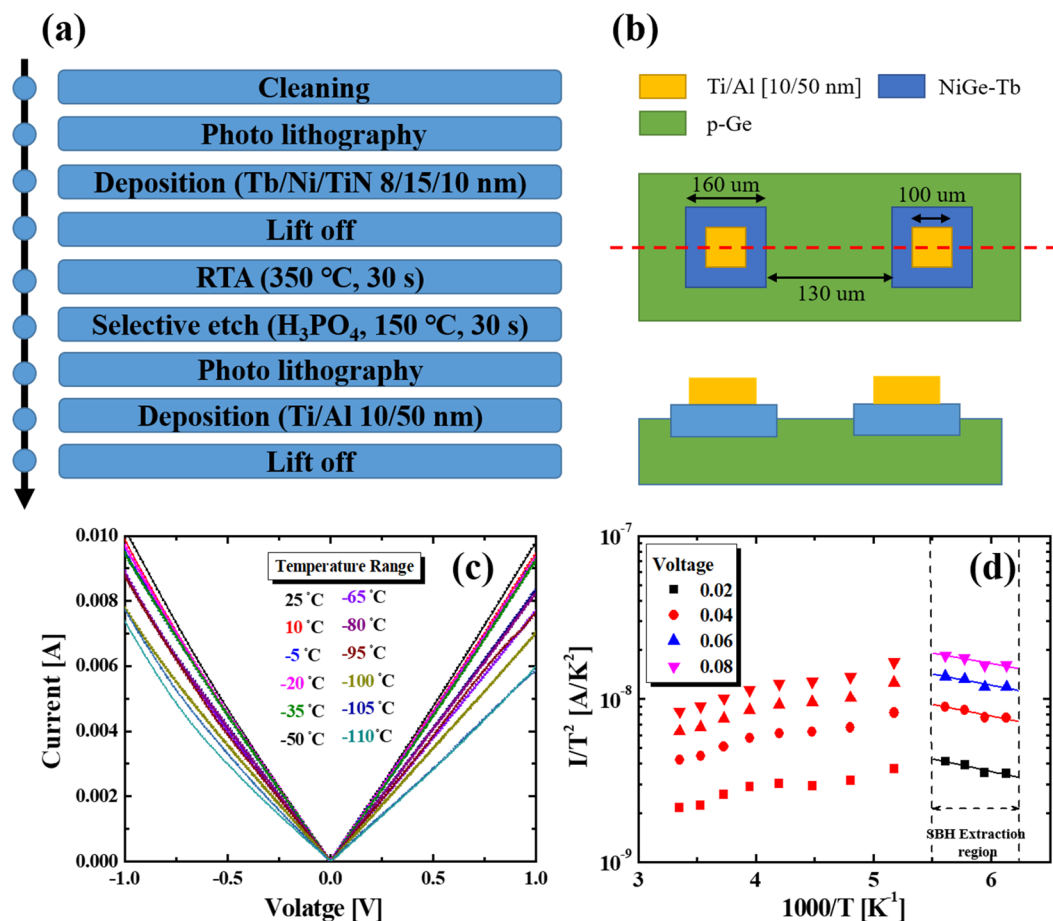 (a)
Cleaning
Photo lithography
Deposition (Tb/Ni/TiN 8/15/10 nm)
Lift off
RTA (350 °C, 30 s)
Selective etch (H₃PO₄, 150 °C, 30 s)
Photo lithography
Deposition (Ti/Al 10/50 nm)
Lift off
(b)
Ti/Al [10/50 nm]
NiGe-Tb
p-Ge
160 um
100 um
130 um
(c)
Temperature Range
25 °C
-65 °C
10 °C
-80 °C
-5 °C
-95 °C
-20 °C
-100 °C
-35 °C
-105 °C
-50 °C
-110 °C
Current [A]
0.010
0.008
0.006
0.004
0.002
0.000
-1.0
-0.5
0.0
0.5
1.0
Volatge [V]
(d)
Voltage
0.02
0.04
0.06
0.08
I/T² [A/K⁻²]
10⁻⁷
10⁻⁸
10⁻⁹
SBH Extraction
region
3
4
5
6
1000/T [K⁻¹]